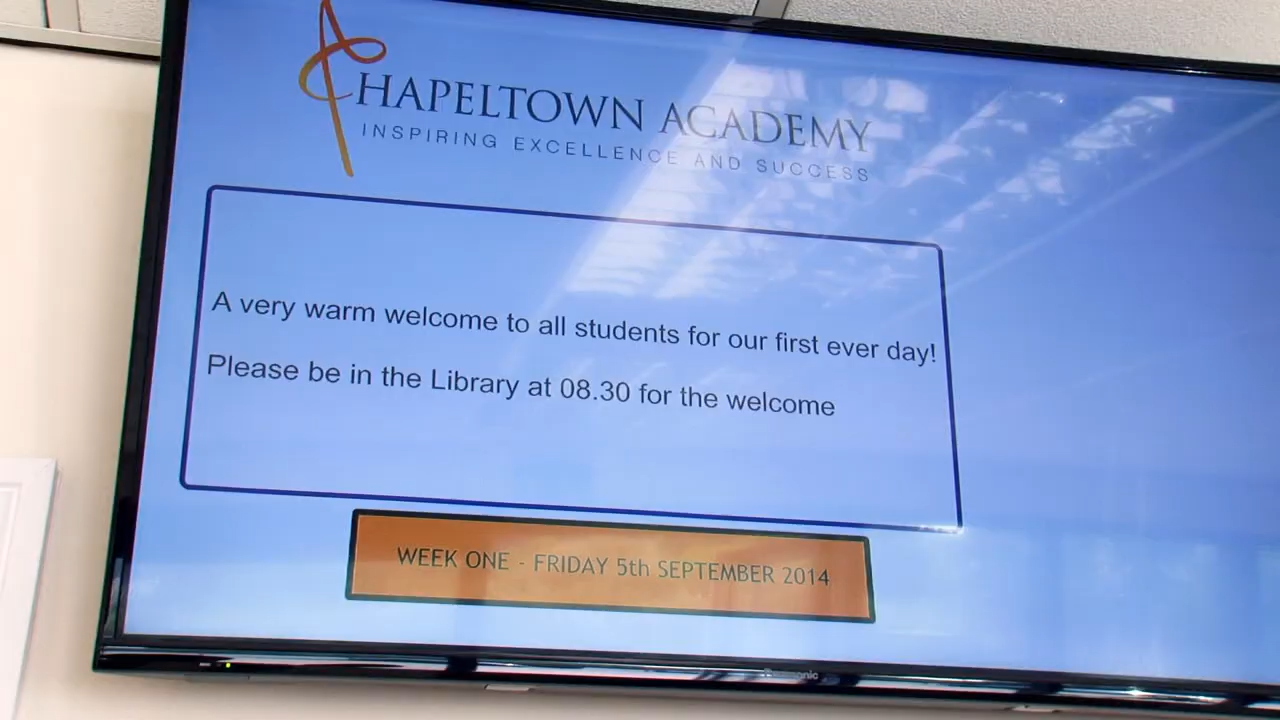 CHAPELTOWN ACADEMY
INSPIRING EXCELLENCE AND SUCCESS
A very warm welcome to all students for our first ever day!
Please be in the Library at 08.30 for the welcome
WEEK ONE - FRIDAY 5th SEPTEMBER 2014
Panasonic